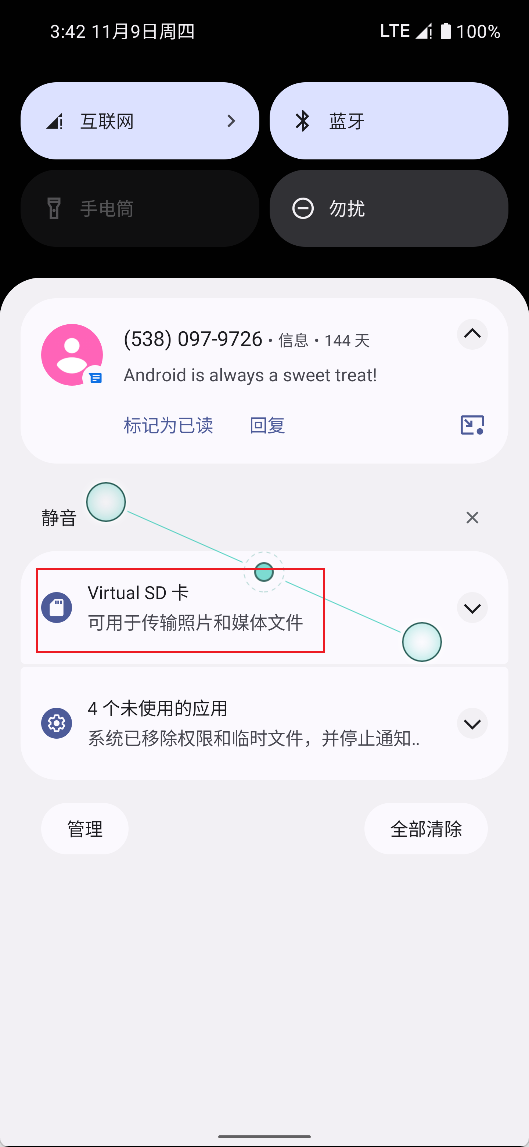 3:42 11月9日周四 LTE 100%
互联网 蓝牙
手电筒 勿扰
(538) 097-9726 • 信息 • 144 天
Android is always a sweet treat!
标记为已读 回复
静音
Virtual SD 卡
可用于传输照片和媒体文件
4 个未使用的应用
系统已移除权限和临时文件，并停止通知..
管理 全部清除